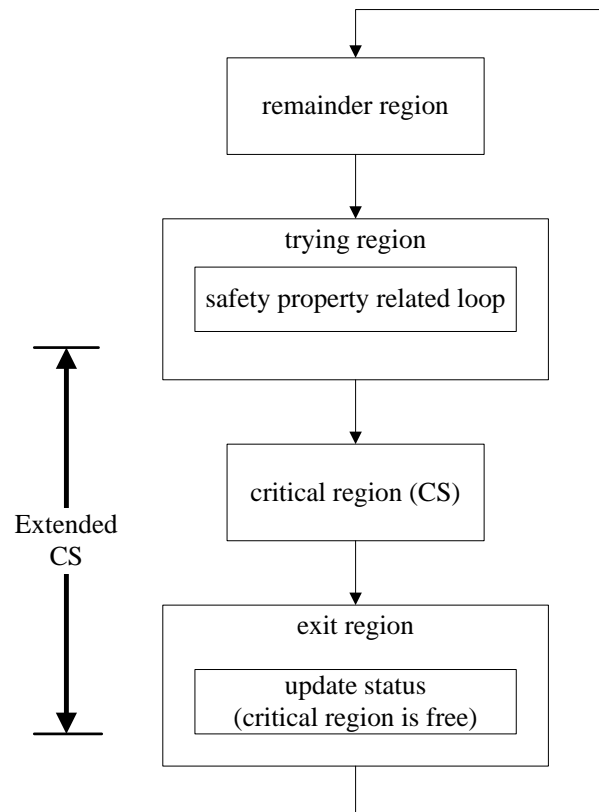 remainder region
trying region
safety property related loop
critical region (CS)
Extended
CS
exit region
update status
(critical region is free)